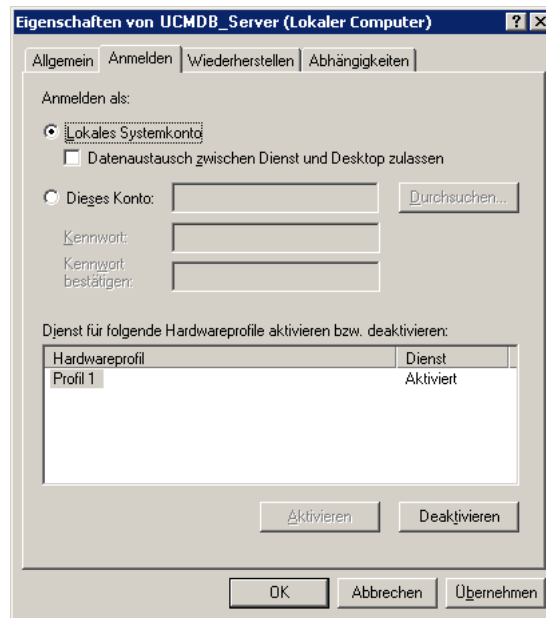 Eigenschaften von UCMDB_Server (Lokaler Computer)
Allgemein Anmelden Wiederherstellen Abhängigkeiten
Anmelden als:
Lokales Systemkonto
Datenaustausch zwischen Dienst und Desktop zulassen
Dieses Konto: Durchsuchen...
Kennwort:
Kennwort
bestätigen:
Dienst für folgende Hardwareprofile aktivieren bzw. deaktivieren:
Hardwareprofil Dienst
Profil 1 Aktiviert
Aktivieren Deaktivieren
OK Abbrechen Übernehmen